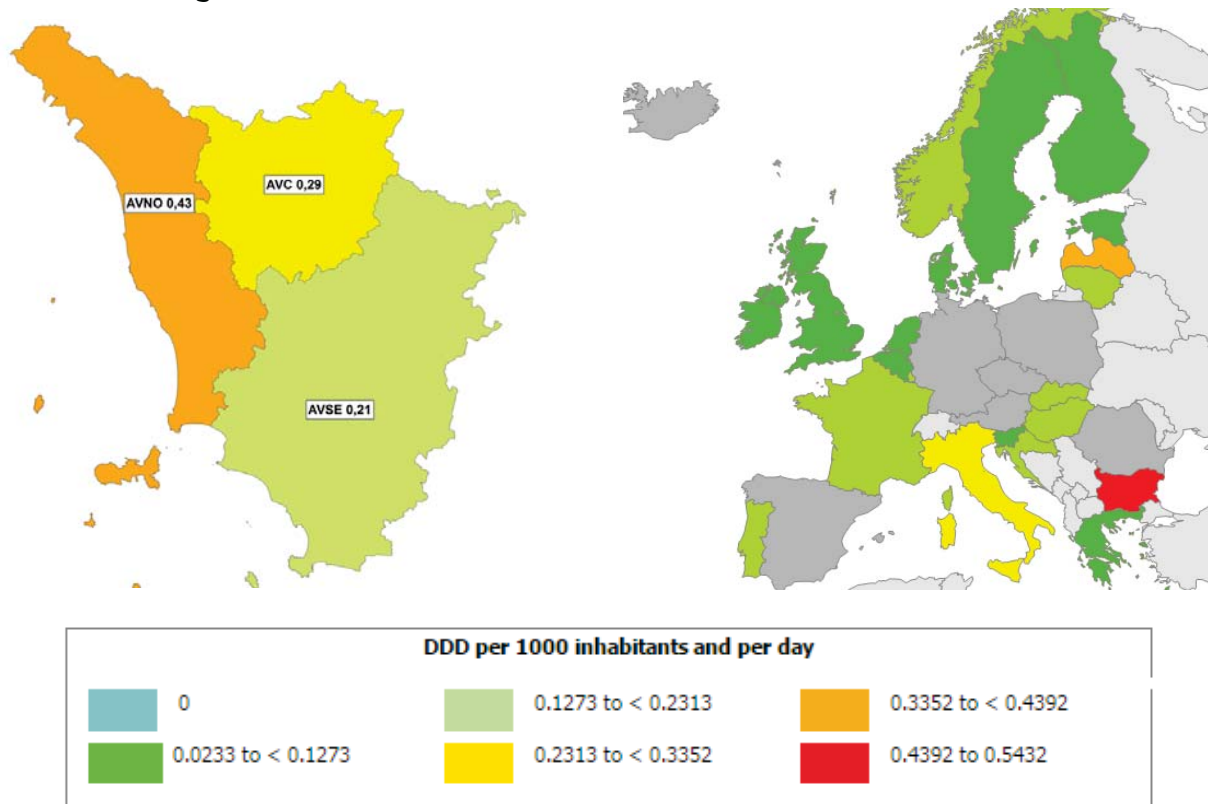 AVC 0,29
AVNO 0,43
AVSE 0,21
DDD per 1000 inhabitants and per day
0
0.1273 to < 0.2313
0.3352 to < 0.4392
0.0233 to < 0.1273
0.2313 to < 0.3352
0.4392 to 0.5432